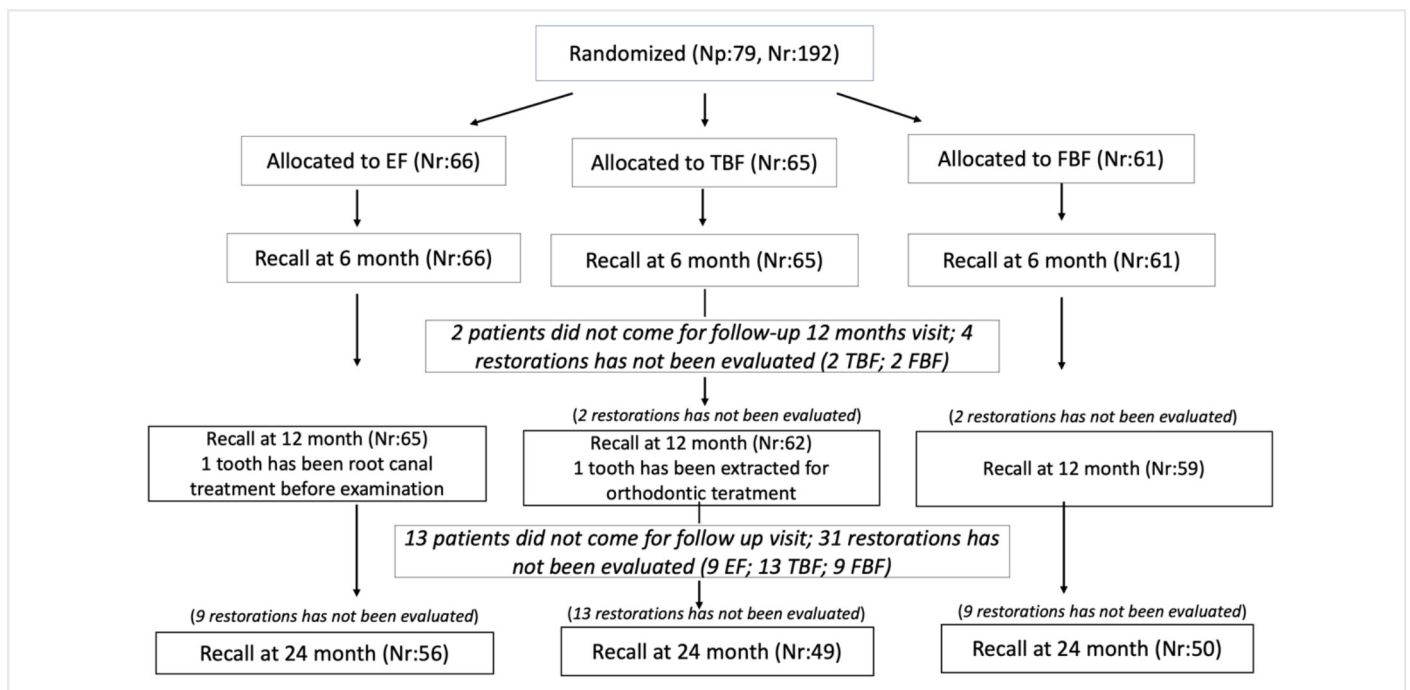 Randomized (Np:79, Nr:192)
Allocated to EF (Nr:66)
Allocated to TBF (Nr:65)
Allocated to FBF (Nr:61)
Recall at 6 month (Nr:66)
Recall at 6 month (Nr:65)
Recall at 6 month (Nr:61)
2 patients did not come for follow-up 12 months visit; 4
restorations has not been evaluated (2 TBF; 2 FBF)
Recall at 12 month (Nr:65)
1 tooth has been root canal
treatment before examination
(2 restorations has not been evaluated)
Recall at 12 month (Nr:62)
1 tooth has been extracted for
orthodontic teratment
(2 restorations has not been evaluated)
Recall at 12 month (Nr:59)
13 patients did not come for follow up visit; 31 restorations has
not been evaluated (9 EF; 13 TBF; 9 FBF)
(9 restorations has not been evaluated)
Recall at 24 month (Nr:56)
(13 restorations has not been evaluated)
Recall at 24 month (Nr:49)
(9 restorations has not been evaluated)
Recall at 24 month (Nr:50)